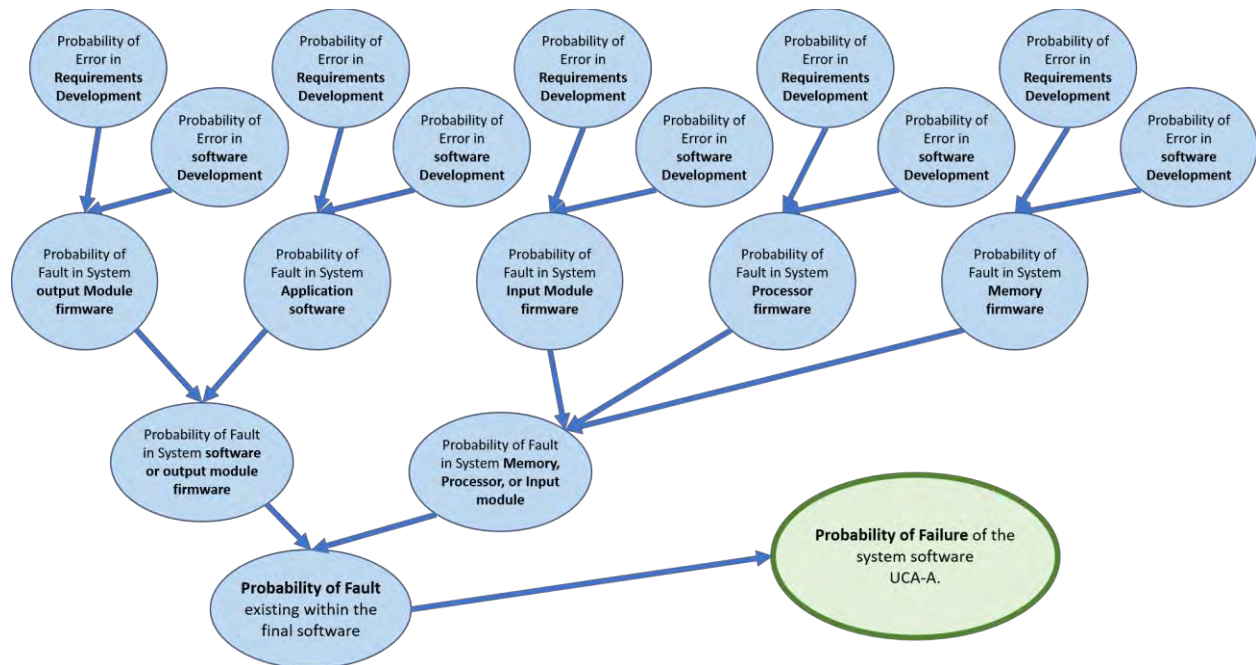 Probability of
Error in
Requirements
Development
Probability of
Error in
Requirements
Development
Probability of
Error in
Requirements
Development
Probability of
Error in
Requirements
Development
Probability of
Error in
Requirements
Development
Probability of
Error in
software
Development
Probability of
Error in
software
Development
Probability of
Error in
software
Development
Probability of
Error in
software
Development
Probability of
Error in
software
Development
Probability of
Fault in System
output Module
firmware
Probability of
Fault in System
Application
software
Probability of
Fault in System
Input Module
firmware
Probability of
Fault in System
Processor
firmware
Probability of
Fault in System
Memory
firmware
Probability of Fault
in System software
or output module
firmware
Probability of Fault
in System Memory,
Processor, or Input
module
Probability of Failure of the
system software
UCA-A.
Probability of Fault
existing within the
final software